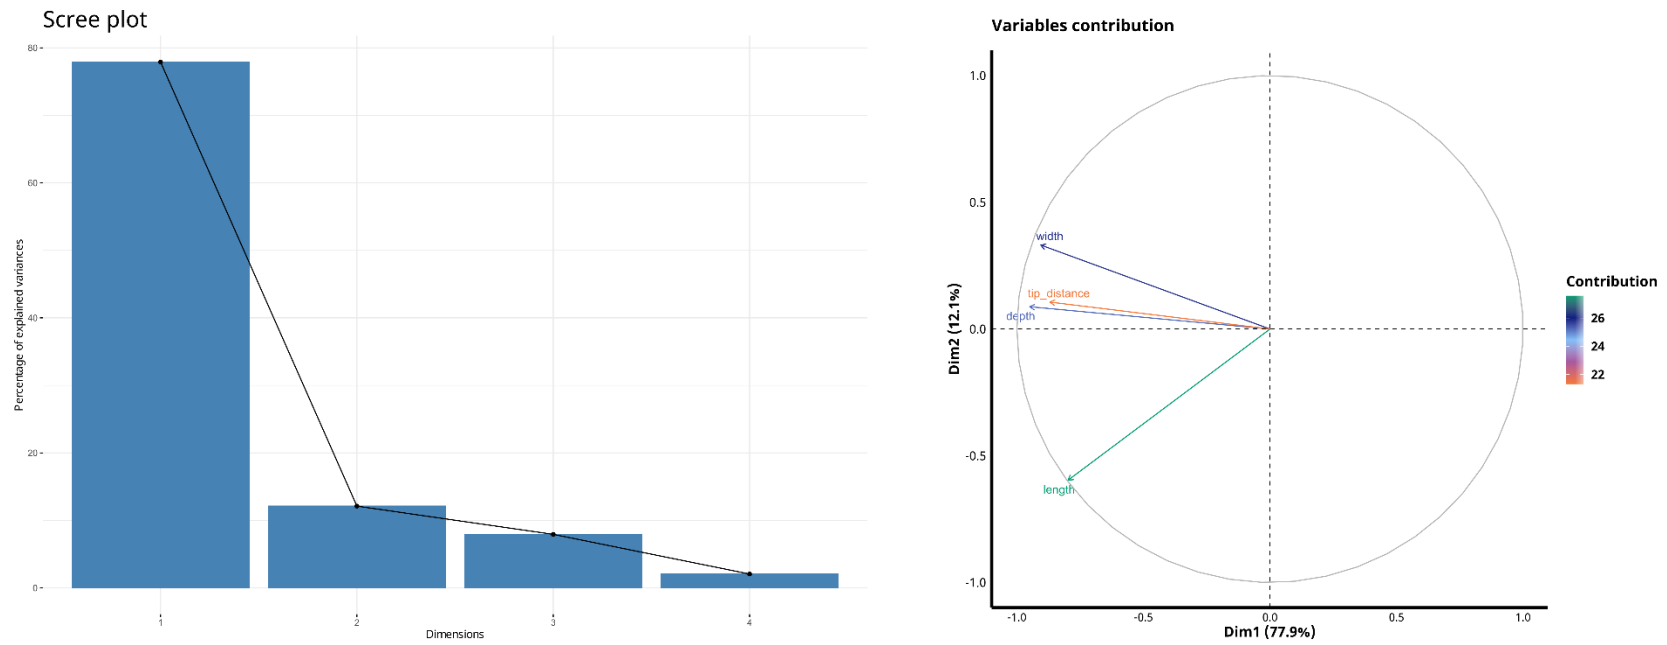 Scree plot
Percentage of explained variances
80
60
40
20
0
1
2
3
4
Dimensions
Variables contribution
Dim2 (12.1%)
1.0
0.5
0.0
-0.5
-1.0
width
tip_distance
depth
length
-1.0
-0.5
0.0
0.5
1.0
Dim1 (77.9%)
Contribution
26
24
22